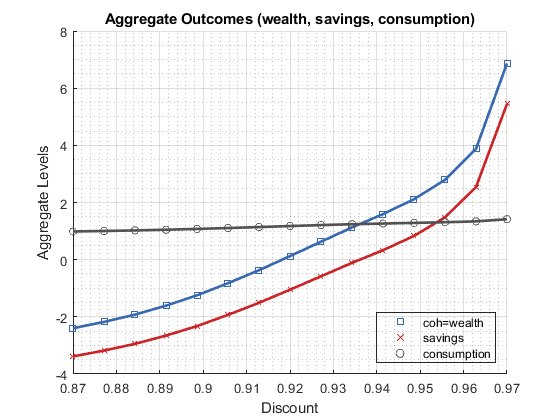 Aggregate Outcomes (wealth, savings, consumption)
8
6
4
2
0
-2
-4
Aggregate Levels
0.87 0.88 0.89 0.9 0.91 0.92 0.93 0.94 0.95 0.96 0.97
Discount
coh=wealth
savings
consumption